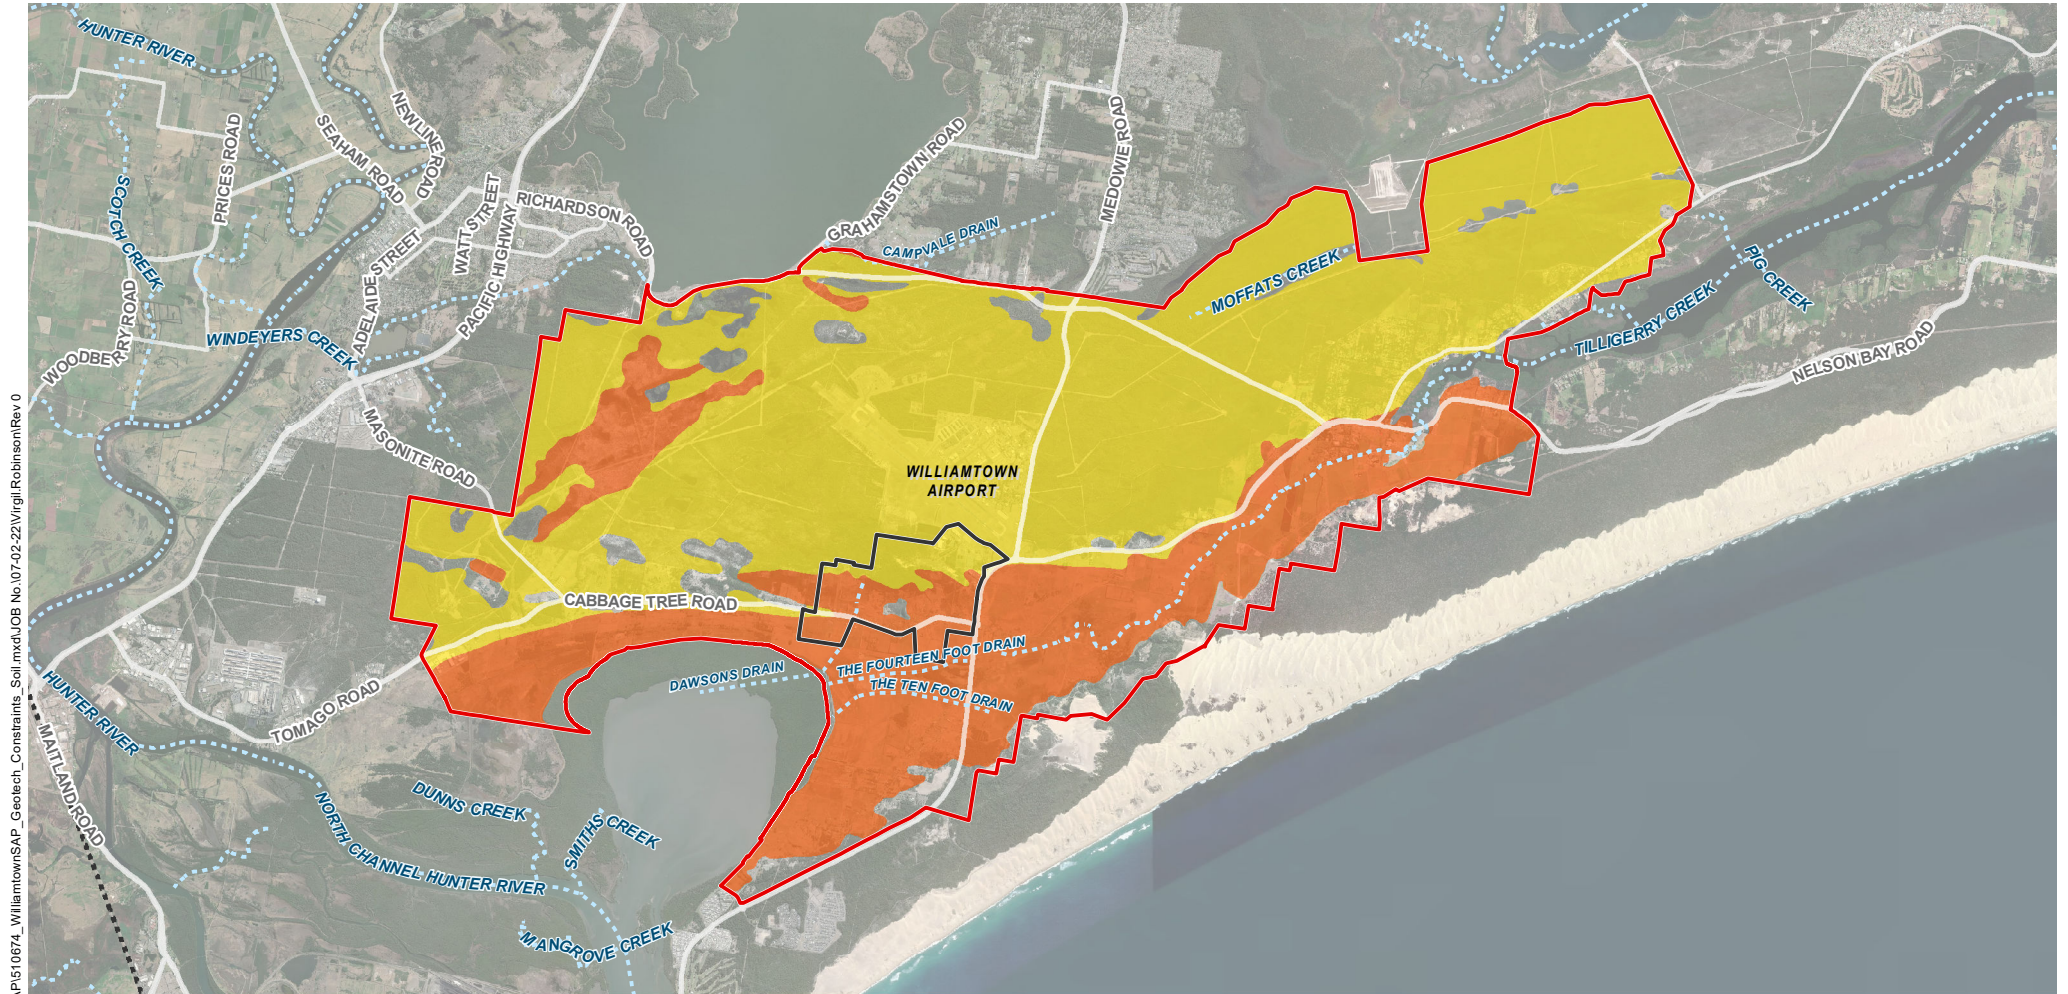 HUNTER RIVER
NEWLINE ROAD
SEAHAM ROAD
PRICES ROAD
SCOTCH CREEK
WATT STREET
RICHARDSON ROAD
GRAHAMSTOWN ROAD
MEDOWIE ROAD
CAMPVALE DRAIN
ADELAIDE STREET
PACIFIC HIGHWAY
MOFFATS CREEK
PIG CREEK
WOODBERRY ROAD
WINDEYERS CREEK
TILLIGERRY CREEK
NELSON BAY ROAD
MASONITE ROAD
WILLIAMTOWN
AIRPORT
CABBAGE TREE ROAD
THE FOURTEEN FOOT DRAIN
DAWSONS DRAIN
THE TEN FOOT DRAIN
TOMAGO ROAD
HUNTER RIVER
MAITLAND ROAD
DUNNS CREEK
SMITHS CREEK
NORTH CHANNEL HUNTER RIVER
MANGROVE CREEK
P\510674_WilliamtownSAP_Geotech_Constraints_Soil.mxd\JOB No.\07-02-22\Virgil.Robinson\Rev 0